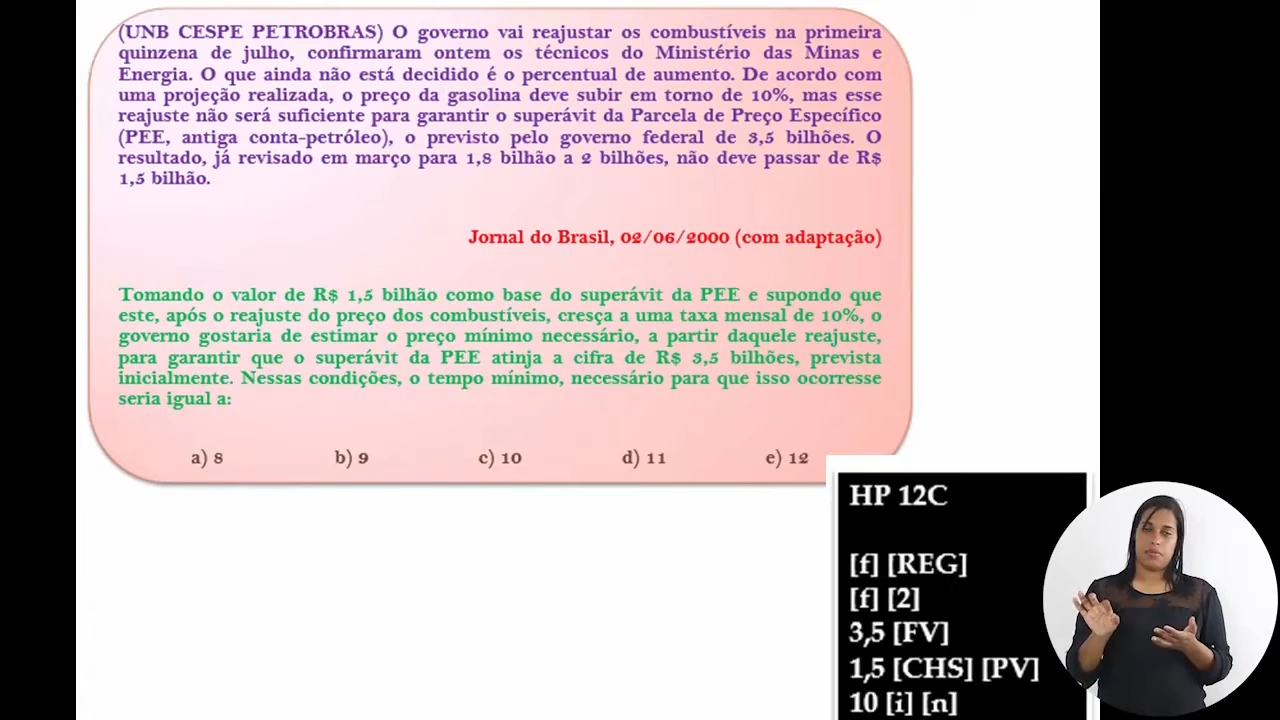 (UNB CESPE PETROBRAS) O governo vai reajustar os combustíveis na primeira
quinzena de julho, confirmaram ontem os técnicos do Ministério das Minas e
Energia. O que ainda não está decidido é o percentual de aumento. De acordo com
uma projeção realizada, o preço da gasolina deve subir em torno de 10%, mas esse
reajuste não será suficiente para garantir o superávit da Parcela de Preço Específico
(PEE, antiga conta-petróleo), o previsto pelo governo federal de 3,5 bilhões. O
resultado, já revisado em março para 1,8 bilhão a 2 bilhões, não deve passar de R$
1,5 bilhão.
Jornal do Brasil, 02/06/2000 (com adaptação)
Tomando o valor de R$ 1,5 bilhão como base do superávit da PEE e supondo que
este, após o reajuste do preço dos combustíveis, cresça a uma taxa mensal de 10%, o
governo gostaria de estimar o preço mínimo necessário, a partir daquele reajuste,
para garantir que o superávit da PEE atinja a cifra de R$ 3,5 bilhões, prevista
inicialmente. Nessas condições, o tempo mínimo, necessário para que isso ocorresse
seria igual a:
a) 8 b) 9 c) 10 d) 11 e) 12
HP 12C
[f] [REG]
[f] [2]
3,5 [FV]
1,5 [CHS] [PV]
10 [i] [n]